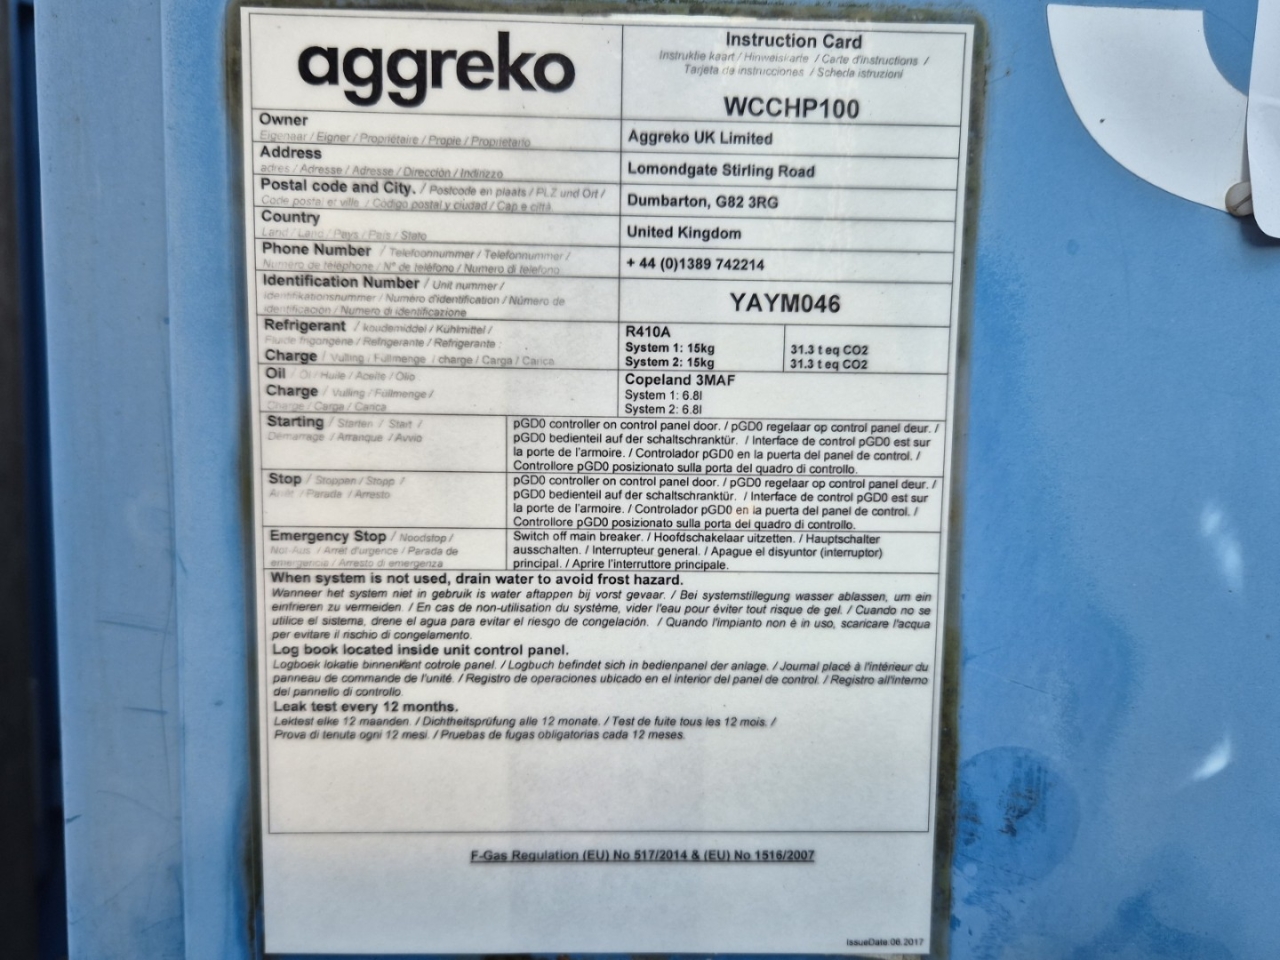 aggreko
Instruction Card
Instruktie kaart / Hinweiskarte / Carte d'instructions /
Tarjeta de instrucciones / Scheda istruzioni
WCCHP100
Owner
Eigenaar / Eigner / Propriétaire / Propie / Proprietario
Aggreko UK Limited
Address
adres / Adresse / Adresse / Dirección / Indirizzo
Lomondgate Stirling Road
Postal code and City. / Postcode en plaats / PLZ und Ort /
Code postal et ville / Código postal y ciudad / Cap e città
Dumbarton, G82 3RG
Country
Land / Land / Pays / País / Stato
United Kingdom
Phone Number / Telefoonnummer / Telefonnummer /
Numéro de téléphone / Nº de teléfono / Numero di telefono
+ 44 (0)1389 742214
Identification Number / Unit nummer /
Identifikationsnummer / Numéro d'identification / Número de
identificación / Numero di identificazione
YAYM046
Refrigerant / koudemiddel / Kühlmittel /
Fluide frigorigène / Refrigerante / Refrigerante :
Charge / Vulling / Füllmenge / charge / Carga / Carica
R410A
System 1: 15kg 31.3 t eq CO2
System 2: 15kg 31.3 t eq CO2
Oil / Öl / Huile / Aceite / Olio
Charge / Vulling / Füllmenge /
Charge / Carga / Carica
Copeland 3MAF
System 1: 6.8l
System 2: 6.8l
Starting / Starten / Start /
Démarrage / Arranque / Avvio
pGD0 controller on control panel door. / pGD0 regelaar op control panel deur. /
pGD0 bedienteil auf der schaltschranktür. / Interface de control pGD0 est sur
la porte de l'armoire. / Controlador pGD0 en la puerta del panel de control. /
Controllore pGD0 posizionato sulla porta del quadro di controllo.
Stop / Stoppen / Stopp /
Arrêt / Parada / Arresto
pGD0 controller on control panel door. / pGD0 regelaar op control panel deur. /
pGD0 bedienteil auf der schaltschranktür. / Interface de control pGD0 est sur
la porte de l'armoire. / Controlador pGD0 en la puerta del panel de control. /
Controllore pGD0 posizionato sulla porta del quadro di controllo.
Emergency Stop / Noodstop /
Not-Aus / Arrêt d'urgence / Parada de
emergencia / Arresto di emergenza
Switch off main breaker. / Hoofdschakelaar uitzetten. / Hauptschalter
ausschalten. / Interrupteur general. / Apague el disyuntor (interruptor)
principal. / Aprire l'interruttore principale.
When system is not used, drain water to avoid frost hazard.
Wanneer het system niet in gebruik is water aftappen bij vorst gevaar. / Bei systemstillegung wasser ablassen, um ein
einfrieren zu vermeiden. / En cas de non-utilisation du système, vider l'eau pour éviter tout risque de gel. / Cuando no se
utilice el sistema, drene el agua para evitar el riesgo de congelación. / Quando l'impianto non è in uso, scaricare l'acqua
per evitare il rischio di congelamento.
Log book located inside unit control panel.
Logboek lokatie binnenkant cotrole panel. / Logbuch befindet sich in bedienpanel der anlage. / Journal placé à l'intérieur du
panneau de commande de l'unité. / Registro de operaciones ubicado en el interior del panel de control. / Registro all'interno
del pannello di controllo.
Leak test every 12 months.
Lektest elke 12 maanden. / Dichtheitsprüfung alle 12 monate. / Test de fuite tous les 12 mois. /
Prova di tenuta ogni 12 mesi. / Pruebas de fugas obligatorias cada 12 meses.
F-Gas Regulation (EU) No 517/2014 & (EU) No 1516/2007
IssueDate:06.2017